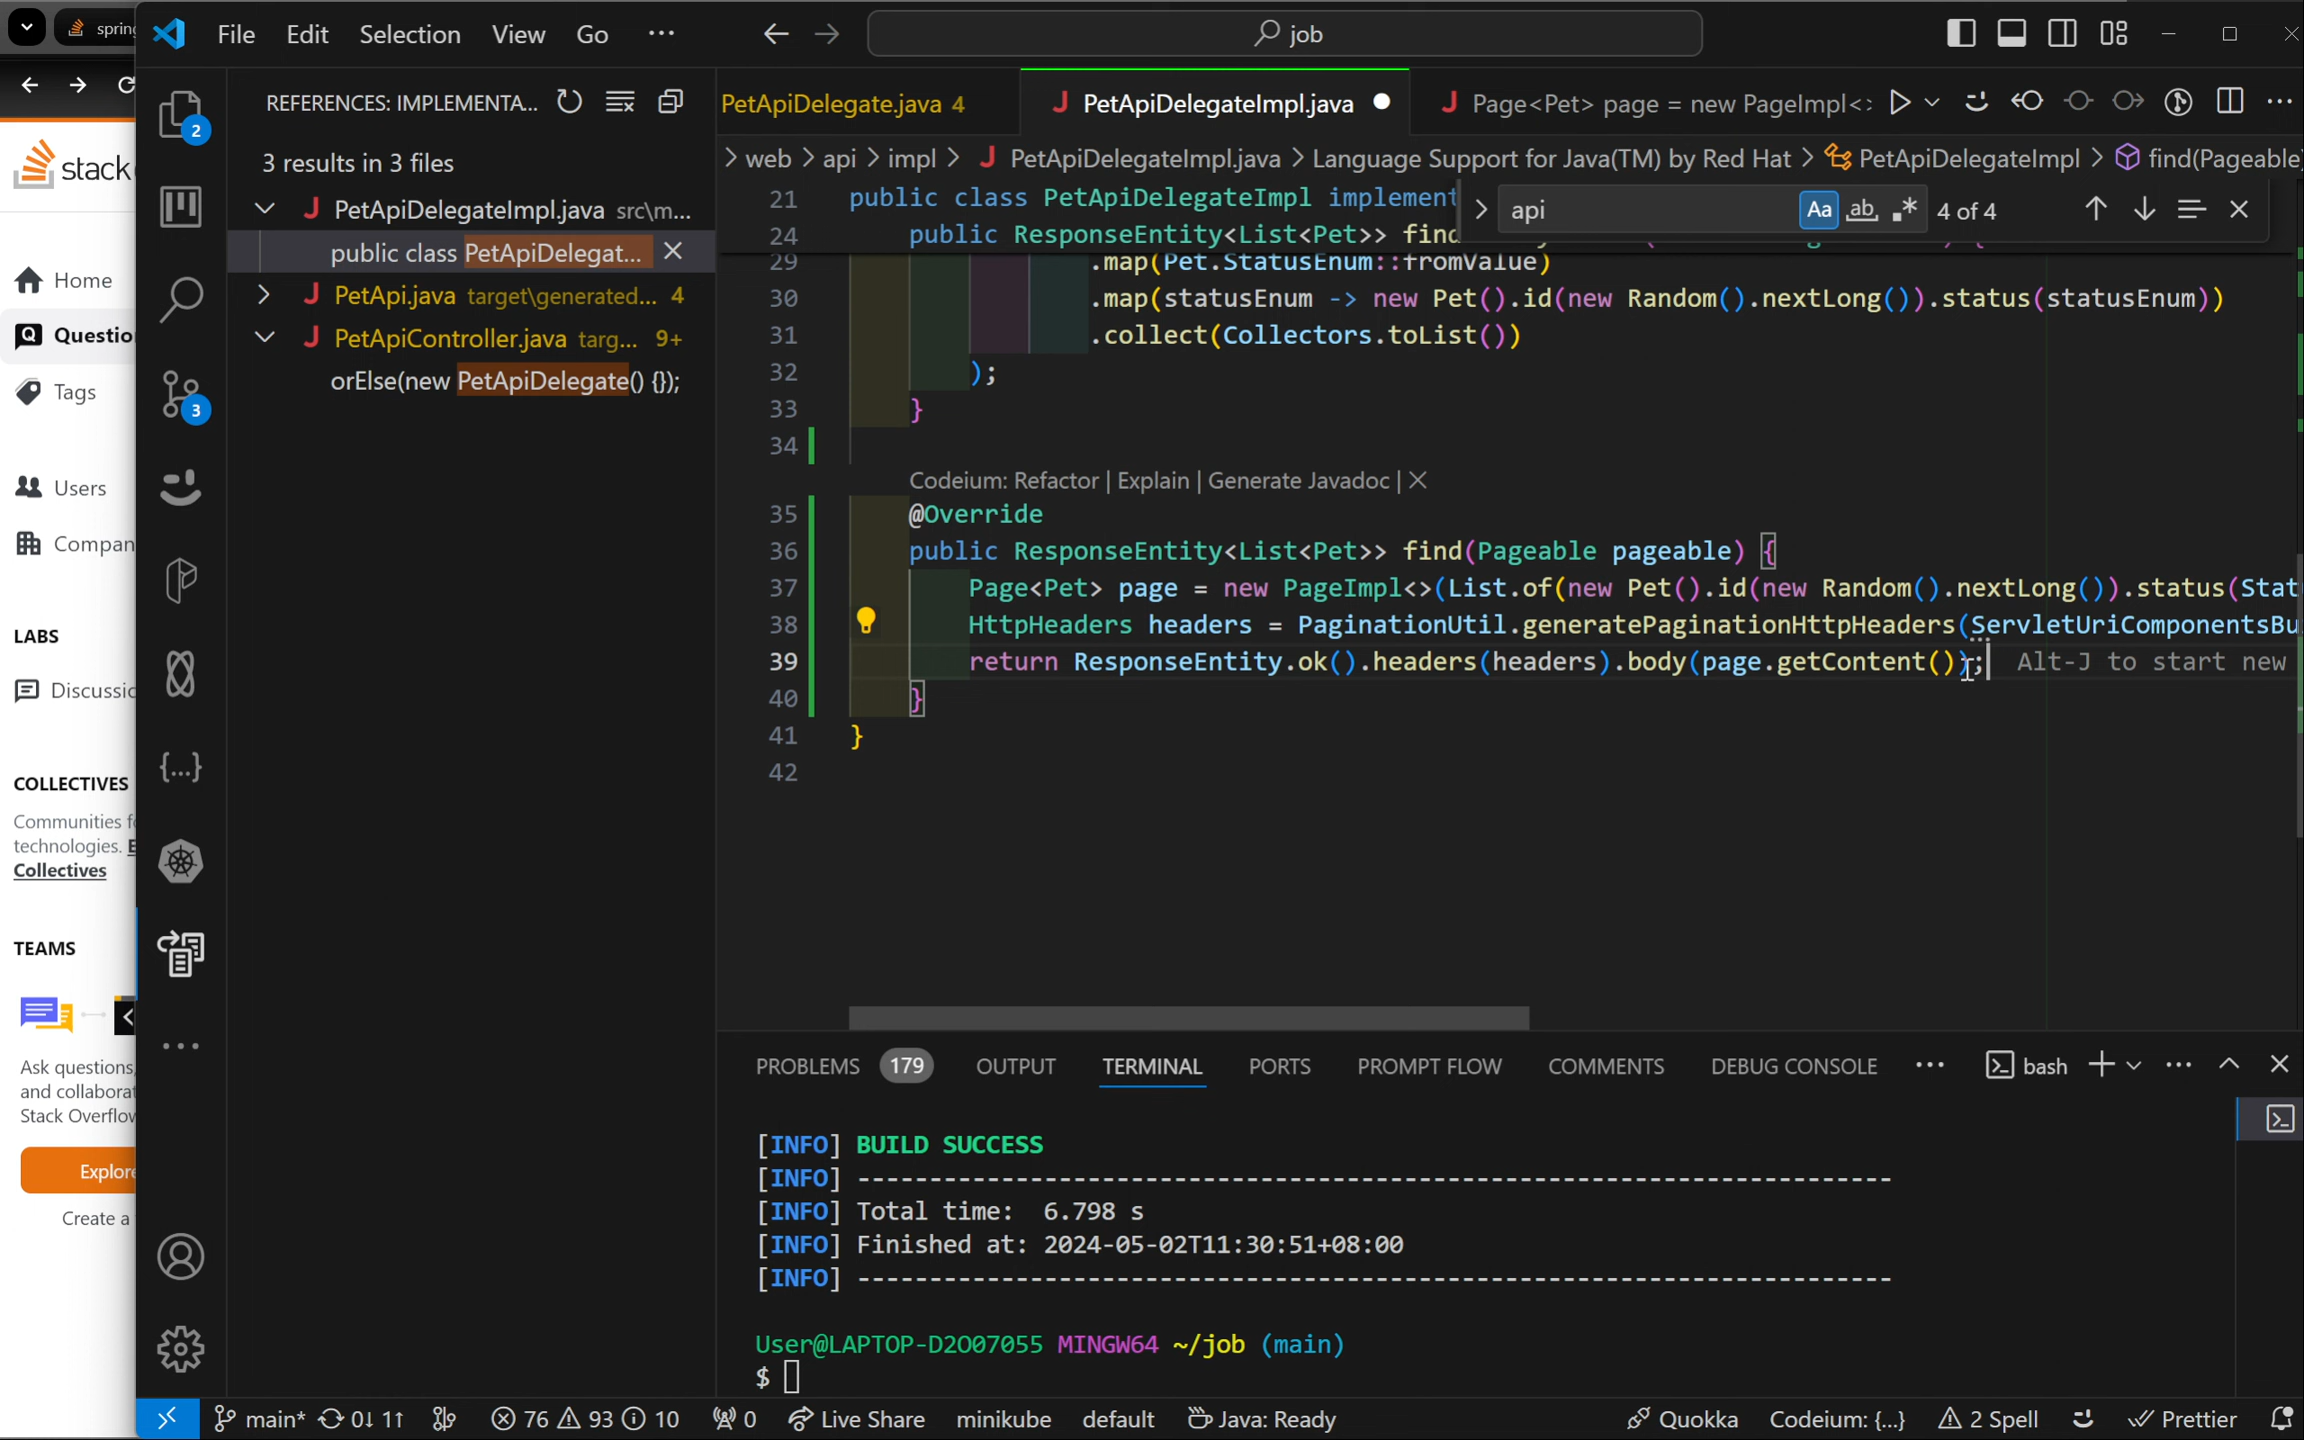 spring
File Edit Selection View Go ··· job
REFERENCES: IMPLEMENTA...
PetApiDelegate.java 4
PetApiDelegateImpl.java
Page<Pet> page = new PageImpl<>
3 results in 3 files
PetApiDelegateImpl.java src\m...
public class PetApiDelegat...
PetApi.java target\generated... 4
PetApiController.java targ... 9+
orElse(new PetApiDelegate() {});
2
3
stack
Home
Questio
Tags
Users
Compan
LABS
Discussic
COLLECTIVES
Communities f
technologies.
Collectives
TEAMS
Ask questions,
and collaborat
Stack Overflow
Explore
Create a
> web > api > impl > PetApiDelegateImpl.java > Language Support for Java(TM) by Red Hat > PetApiDelegateImpl > find(Pageable)
api Aa ab 4 of 4
21 public class PetApiDelegateImpl implement
24 public ResponseEntity<List<Pet>> find
29 .map(Pet.StatusEnum::fromValue)
30 .map(statusEnum -> new Pet().id(new Random().nextLong()).status(statusEnum))
31 .collect(Collectors.toList())
32 );
33 }
34
Codeium: Refactor | Explain | Generate Javadoc | X
35 @Override
36 public ResponseEntity<List<Pet>> find(Pageable pageable) {
37 Page<Pet> page = new PageImpl<>(List.of(new Pet().id(new Random().nextLong()).status(Stat
38 HttpHeaders headers = PaginationUtil.generatePaginationHttpHeaders(ServletUriComponentsBu
39 return ResponseEntity.ok().headers(headers).body(page.getContent()); Alt-J to start new
40 }
41 }
42
PROBLEMS 179 OUTPUT TERMINAL PORTS PROMPT FLOW COMMENTS DEBUG CONSOLE ··· bash
[INFO] BUILD SUCCESS
[INFO] ------------------------------------------------------------------------
[INFO] Total time:  6.798 s
[INFO] Finished at: 2024-05-02T11:30:51+08:00
[INFO] ------------------------------------------------------------------------
User@LAPTOP-D2O07055 MINGW64 ~/job (main)
$
main* 0↓ 1↑ 76 93 10 0 Live Share minikube default Java: Ready Quokka Codeium: {...} 2 Spell Prettier